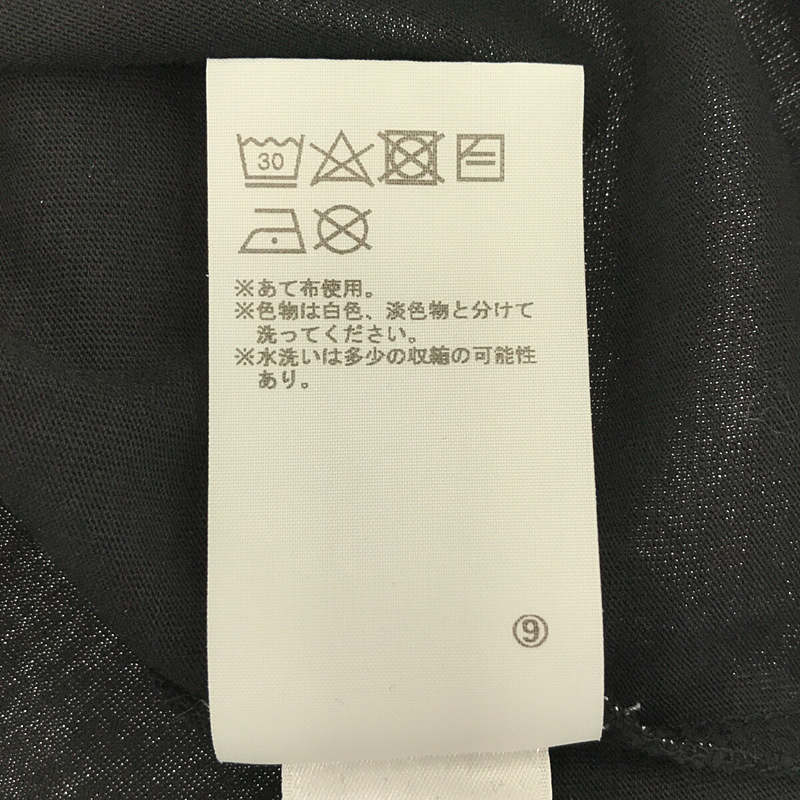 30
※あて布使用。
※色物は白色、淡色物と分けて
洗ってください。
※水洗いは多少の収縮の可能性
あり。
⑨